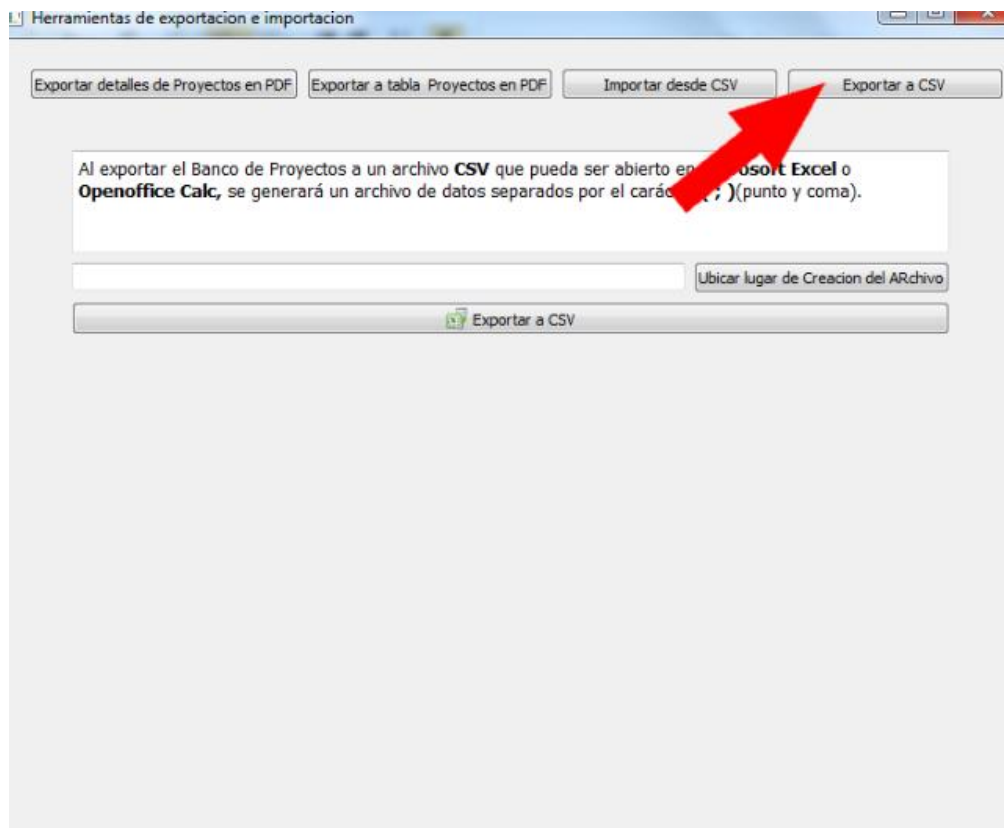 Herramientas de exportacion e importacion
Exportar detalles de Proyectos en PDF Exportar a tabla Proyectos en PDF Importar desde CSV Exportar a CSV
Al exportar el Banco de Proyectos a un archivo CSV que pueda ser abierto en osoft Excel o
Openoffice Calc, se generará un archivo de datos separados por el carác ( ; )(punto y coma).
Ubicar lugar de Creacion del ARchivo
Exportar a CSV